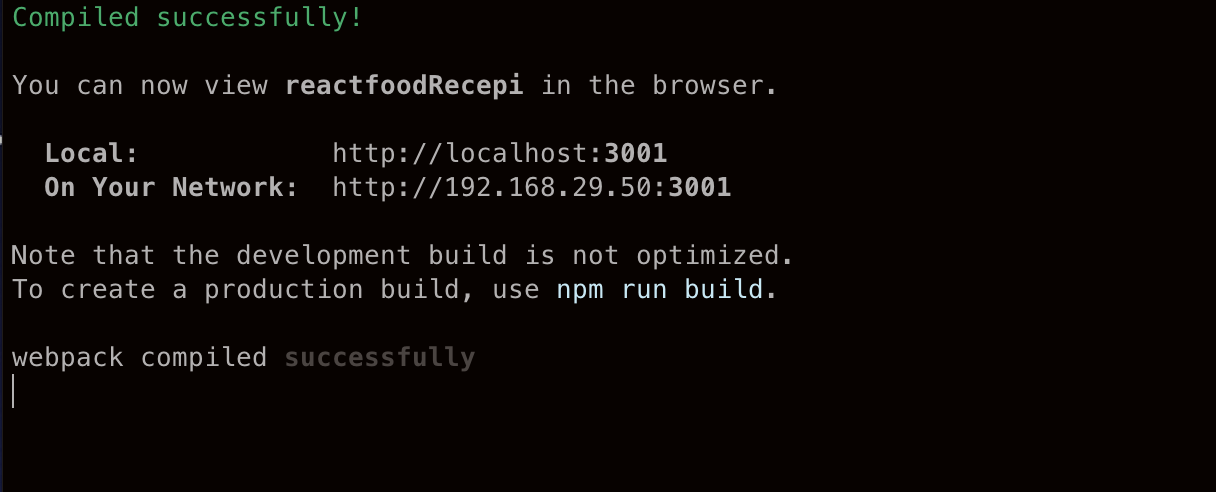 Compiled successfully!
You can now view reactfoodRecepi in the browser.
Local: http://localhost:3001
On Your Network: http://192.168.29.50:3001
Note that the development build is not optimized.
To create a production build, use npm run build.
webpack compiled successfully